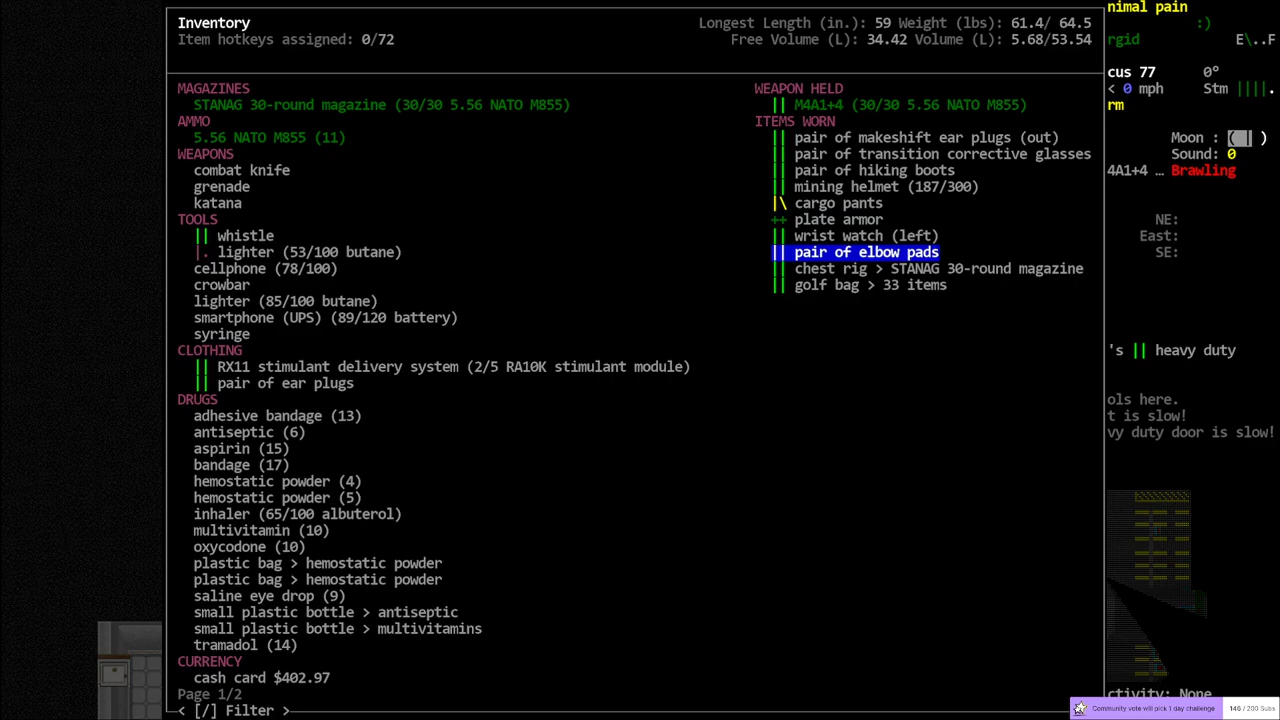 Inventory
Item hotkeys assigned: 0/72
Longest Length (in.): 59 Weight (lbs): 61.4/ 64.5
Free Volume (L): 34.42 Volume (L): 5.68/53.54
MAGAZINES
STANAG 30-round magazine (30/30 5.56 NATO M855)
AMMO
5.56 NATO M855 (11)
WEAPONS
combat knife
grenade
katana
TOOLS
|| whistle
|. lighter (53/100 butane)
cellphone (78/100)
crowbar
lighter (85/100 butane)
smartphone (UPS) (89/120 battery)
syringe
CLOTHING
|| RX11 stimulant delivery system (2/5 RA10K stimulant module)
|| pair of ear plugs
DRUGS
adhesive bandage (13)
antiseptic (6)
aspirin (15)
bandage (17)
hemostatic powder (4)
hemostatic powder (5)
inhaler (65/100 albuterol)
multivitamin (10)
oxycodone (10)
plastic bag > hemostatic powder
plastic bag > hemostatic powder
saline eye drop (9)
small plastic bottle > antiseptic
small plastic bottle > multivitamins
tramadol (14)
CURRENCY
cash card $402.97
Page 1/2
< [/] Filter >
WEAPON HELD
|| M4A1+4 (30/30 5.56 NATO M855)
ITEMS WORN
|| pair of makeshift ear plugs (out)
|| pair of transition corrective glasses
|| pair of hiking boots
|| mining helmet (187/300)
|\ cargo pants
++ plate armor
|| wrist watch (left)
|| pair of elbow pads
|| chest rig > STANAG 30-round magazine
|| golf bag > 33 items
nimal pain
:)
rgid E\..F
cus 77 0°
< 0 mph Stm ||||.
rm
Moon : (   )
Sound: 0
4A1+4 … Brawling
NE:
East:
SE:
's || heavy duty
ols here.
t is slow!
vy duty door is slow!
ctivity: None
Community vote will pick 1 day challenge 146 / 200 Subs